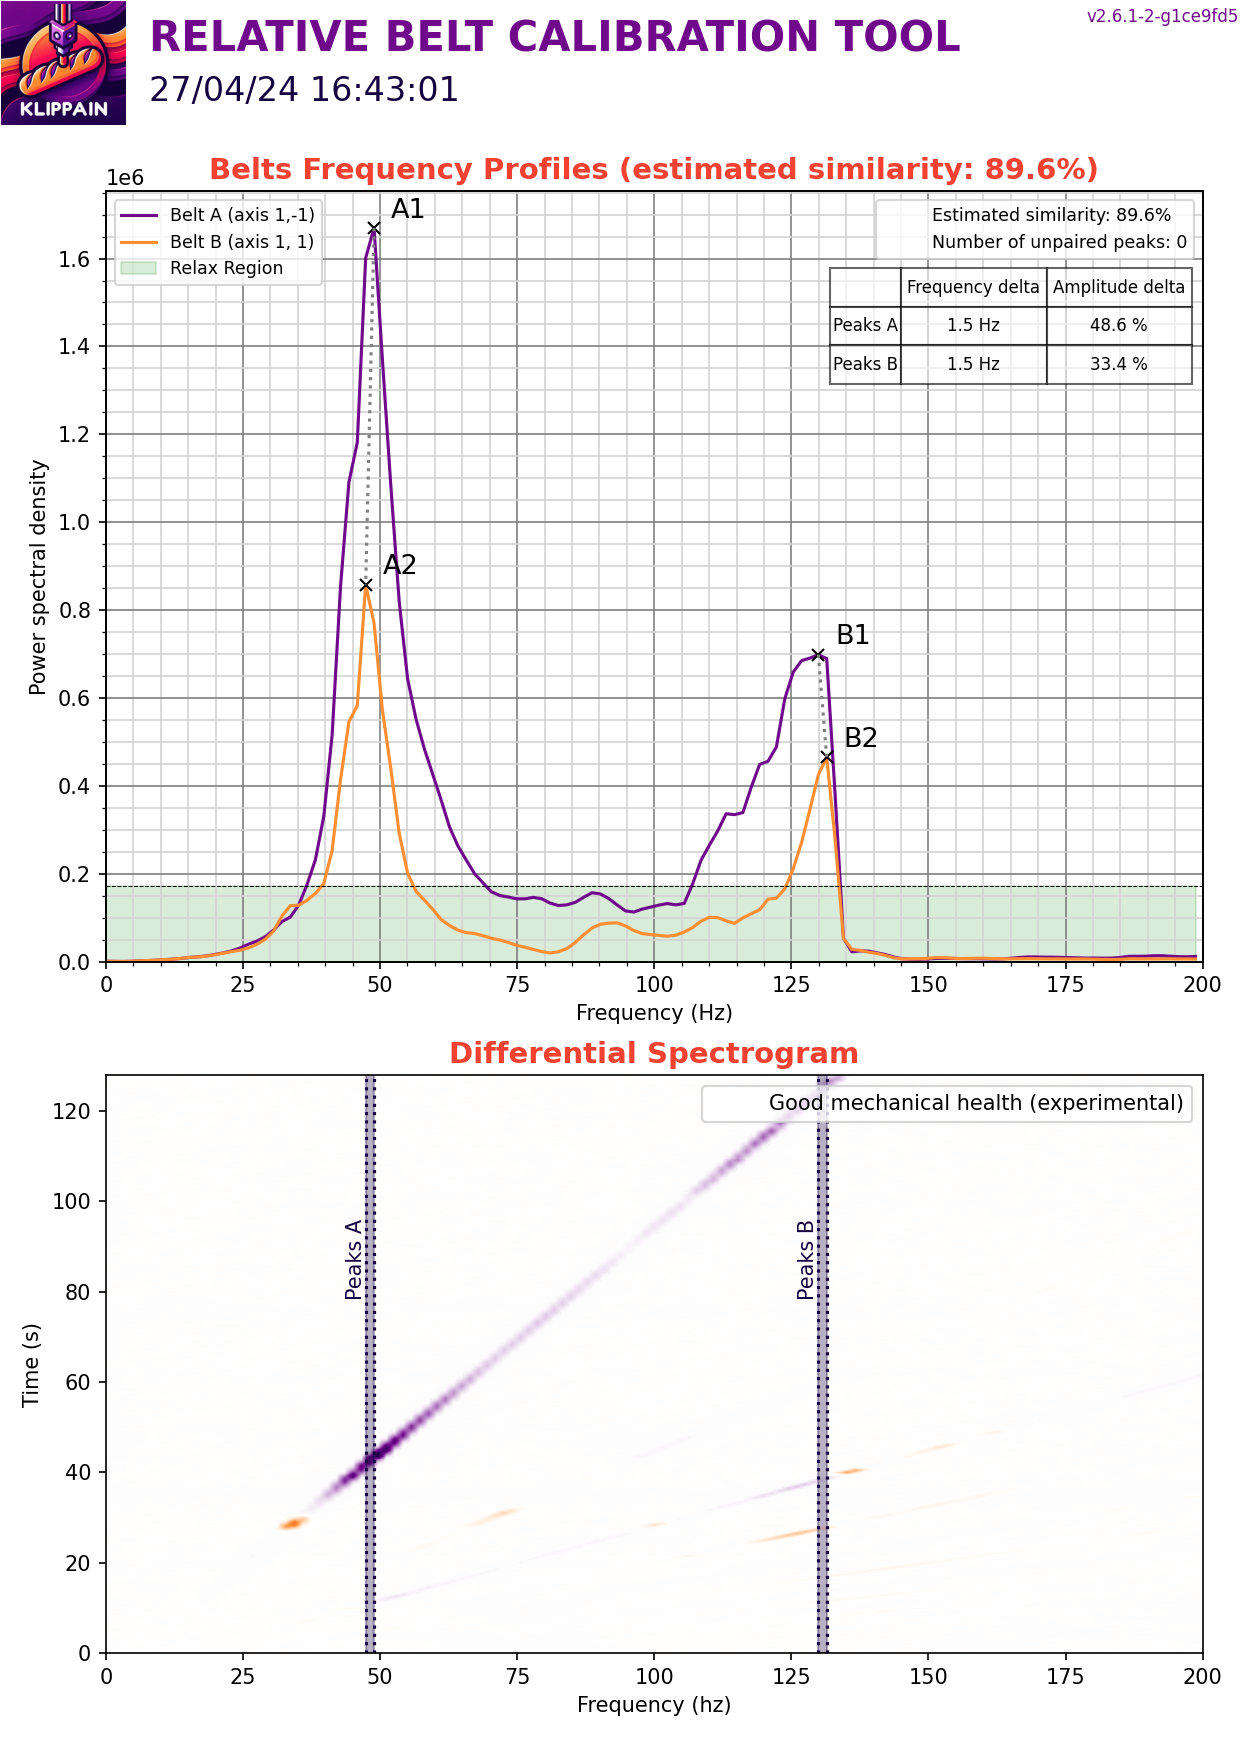 KLIPPAIN
RELATIVE BELT CALIBRATION TOOL
27/04/24 16:43:01
v2.6.1-2-g1ce9fd5
Belts Frequency Profiles (estimated similarity: 89.6%)
1e6
Belt A (axis 1,-1)
Belt B (axis 1, 1)
Relax Region
Estimated similarity: 89.6%
Number of unpaired peaks: 0
Frequency delta Amplitude delta
Peaks A 1.5 Hz 48.6 %
Peaks B 1.5 Hz 33.4 %
A1
A2
B1
B2
Power spectral density
1.6
1.4
1.2
1.0
0.8
0.6
0.4
0.2
0.0
0 25 50 75 100 125 150 175 200
Frequency (Hz)
Differential Spectrogram
Good mechanical health (experimental)
Peaks A
Peaks B
Time (s)
120
100
80
60
40
20
0
0 25 50 75 100 125 150 175 200
Frequency (hz)